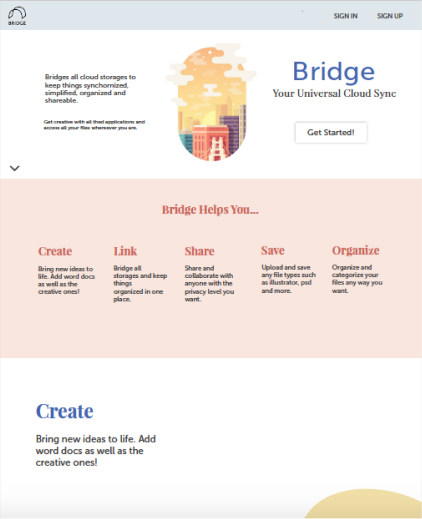 BRIDGE
SIGN IN
SIGN UP
Bridges all cloud storages to
keep things synchornized,
simplified, organized and
shareable.
Get creative with all thed applications and
access all your files whereever you are.
Bridge
Your Universal Cloud Sync
Get Started!
Bridge Helps You...
Create
Bring new ideas to
life. Add word docs
as well as the
creative ones!
Link
Bridge all
storages and keep
things
organized in one
place.
Share
Share and
collaborate with
anyone with the
privacy level you
want.
Save
Upload and save
any file types such
as illustrator, psd
and more.
Organize
Organize and
categorize your
files any way you
want.
Create
Bring new ideas to life. Add
word docs as well as the
creative ones!